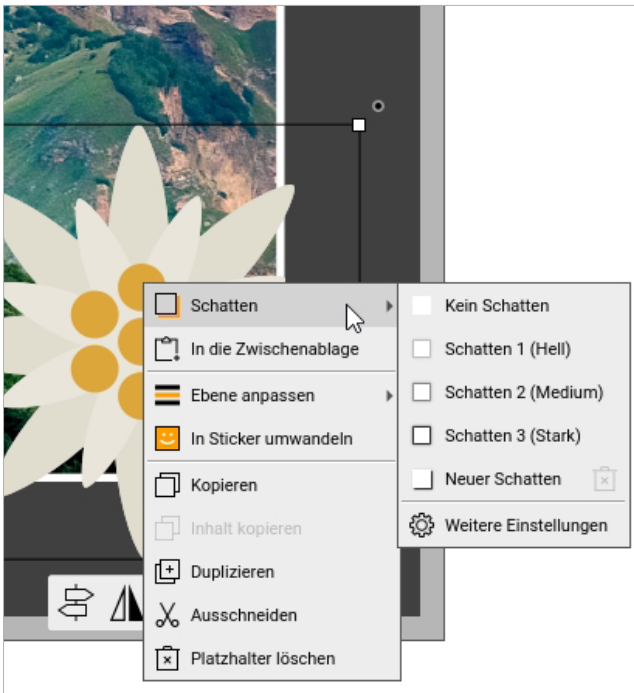 Schatten
In die Zwischenablage
Ebene anpassen
In Sticker umwandeln
Kopieren
Inhalt kopieren
Duplizieren
Ausschneiden
Platzhalter löschen
Kein Schatten
Schatten 1 (Hell)
Schatten 2 (Medium)
Schatten 3 (Stark)
Neuer Schatten
Weitere Einstellungen